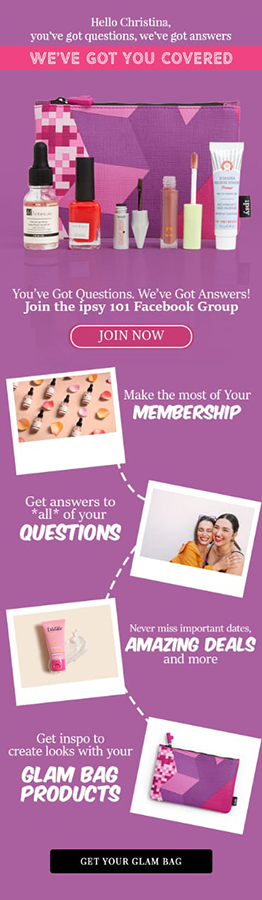 Hello Christina,
you've got questions, we've got answers
WE'VE GOT YOU COVERED
ipsy
You've Got Questions. We've Got Answers!
Join the ipsy 101 Facebook Group
JOIN NOW
Make the most of Your
MEMBERSHIP
Get answers to
*all* of your
QUESTIONS
Never miss important dates,
AMAZING DEALS
and more
Get inspo to
create looks with your
GLAM BAG
PRODUCTS
GET YOUR GLAM BAG